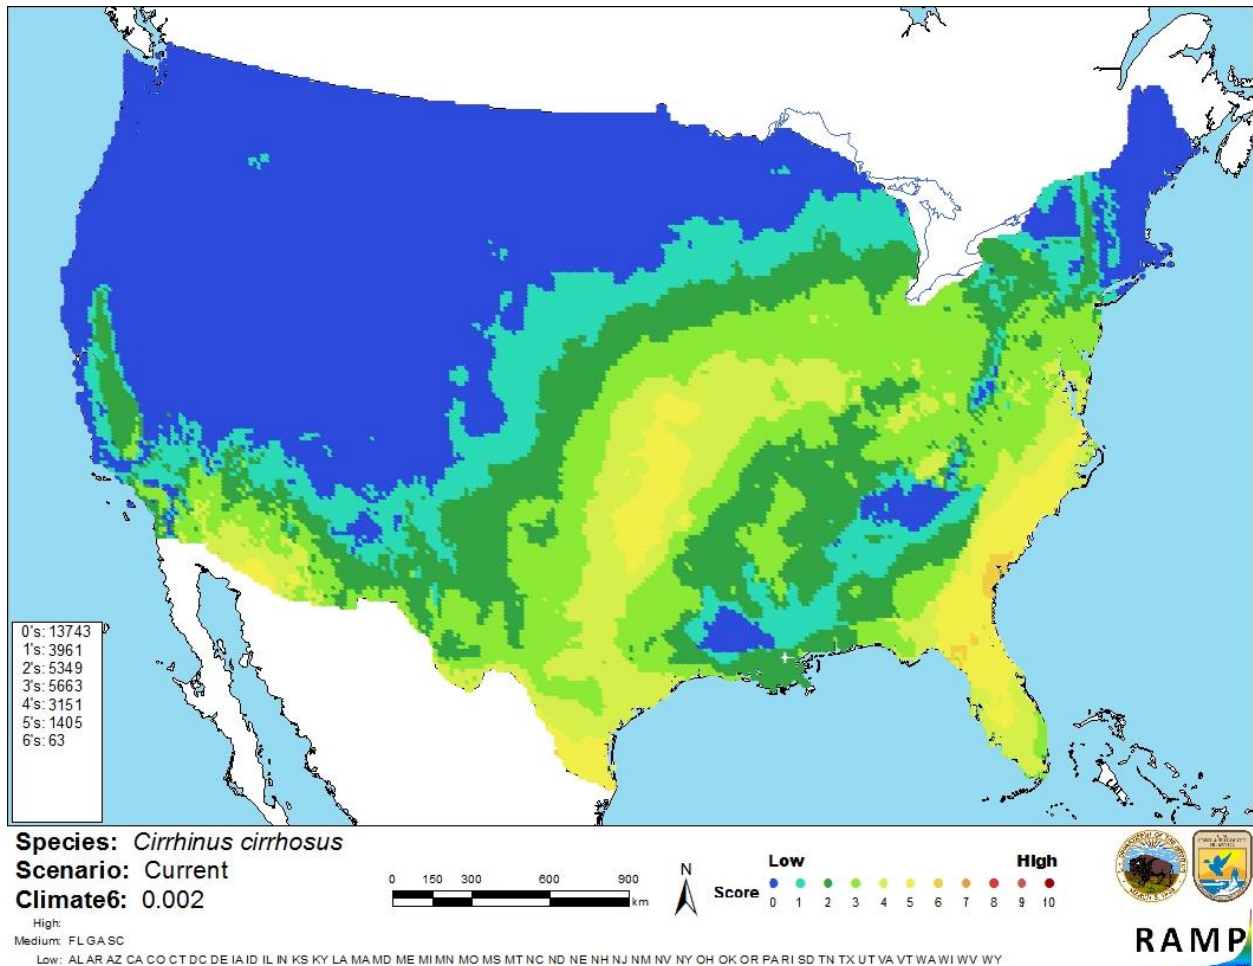 0's: 13743
1's: 3961
2's: 5349
3's: 5663
4's: 3151
5's: 1405
6's: 63
Species: Cirrhinus cirrhosus
Scenario: Current
Climate6: 0.002
High:
Medium: FL GA SC
Low: AL AR AZ CA CO CT DC DE IA ID IL IN KS KY LA MA MD ME MI MN MO MS MT NC ND NE NH NJ NM NV NY OH OK OR PA RI SD TN TX UT VA VT WA WI WV WY
0 150 300 600 900
km
N
Low High
Score 0 1 2 3 4 5 6 7 8 9 10
RAMP